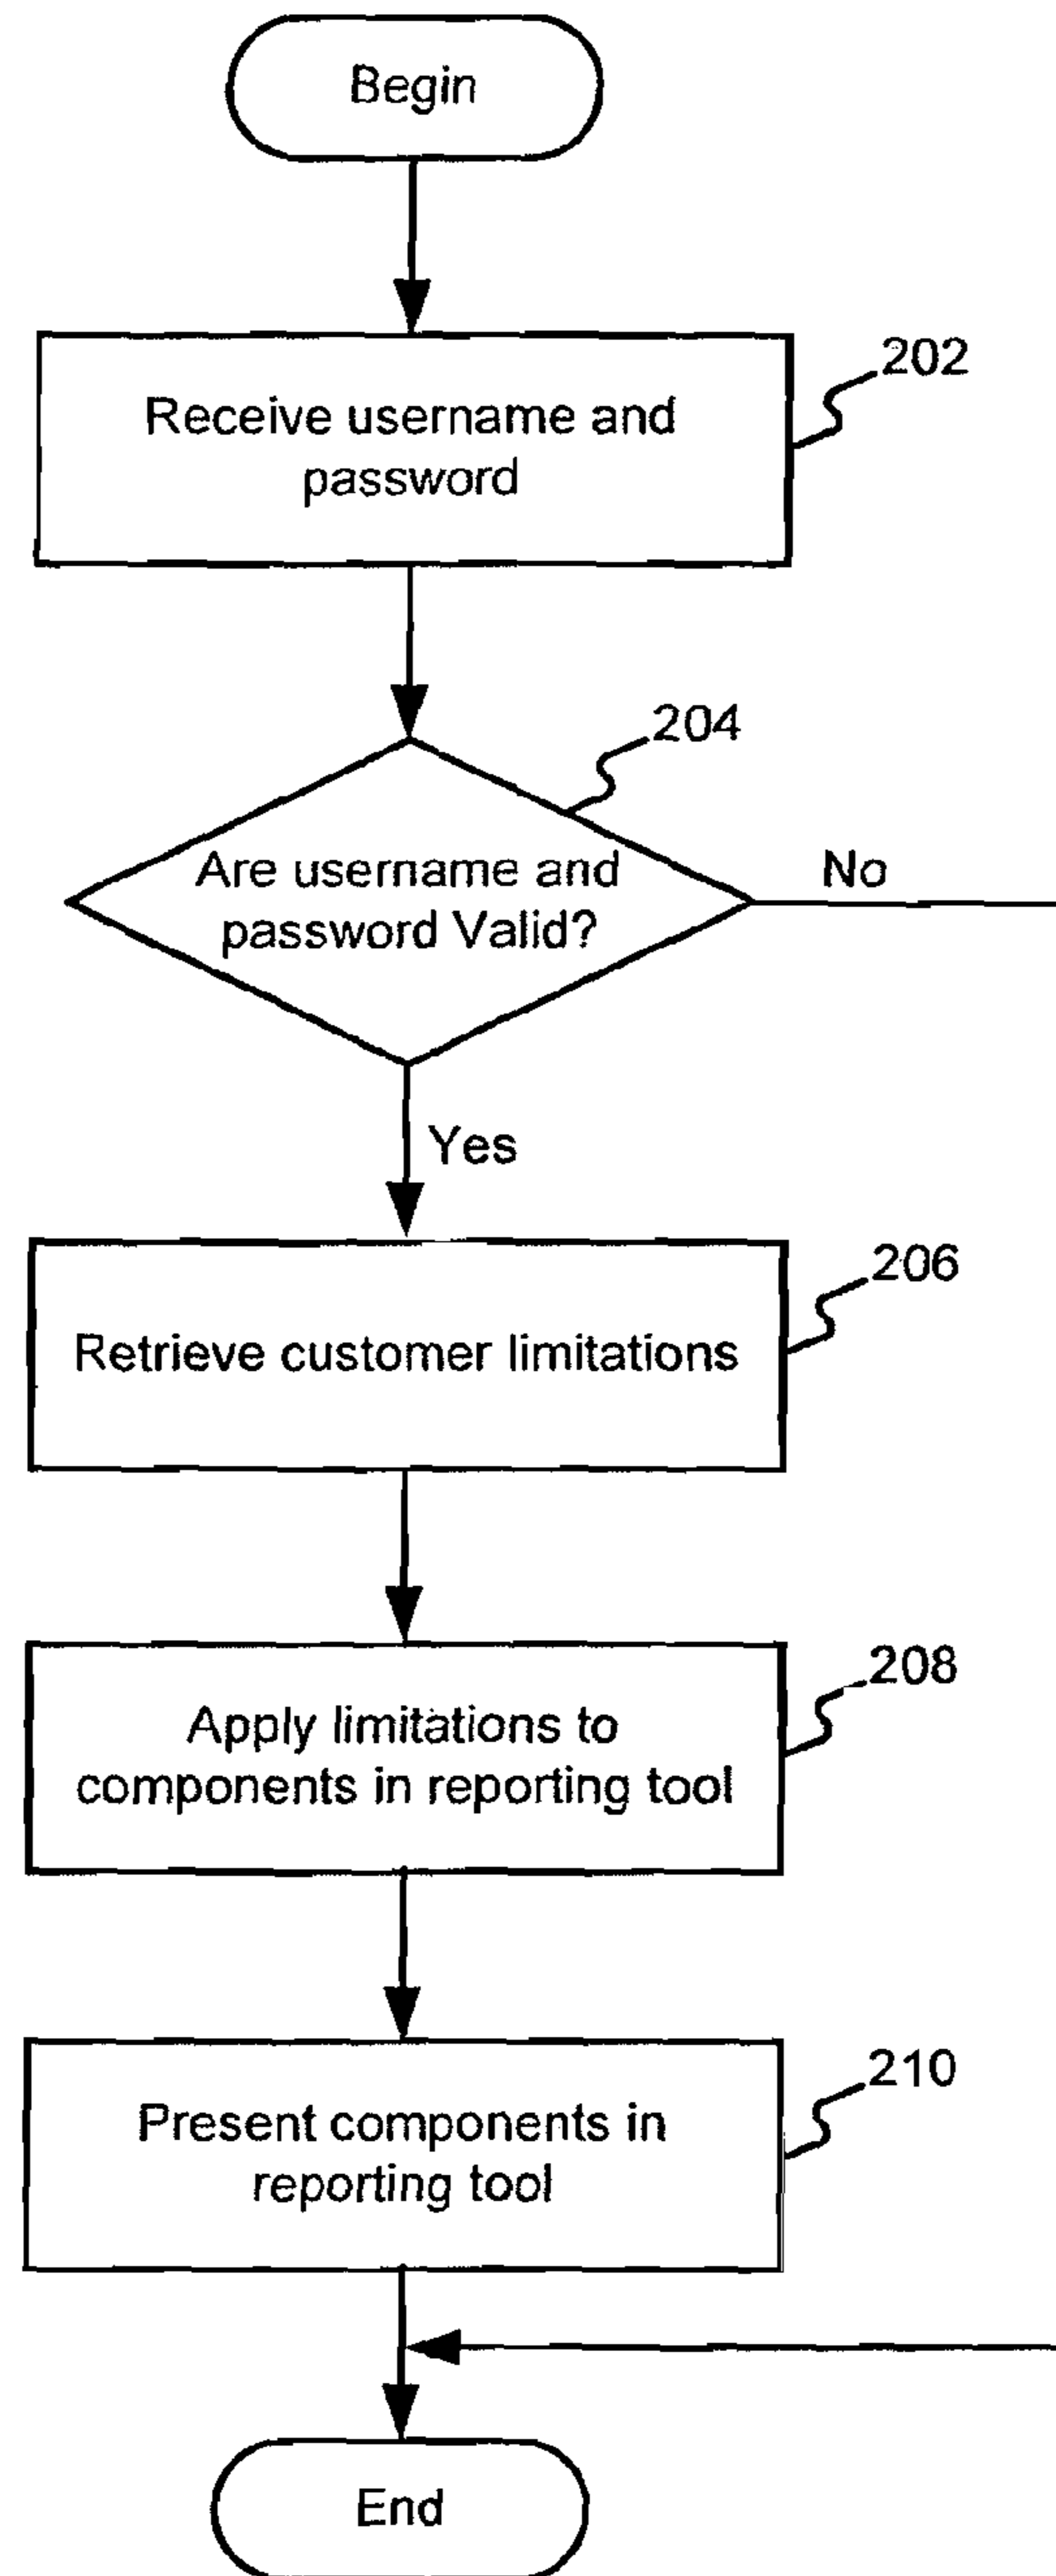 Begin
202
Receive username and
password
204
Are username and
password Valid?
No
Yes
206
Retrieve customer limitations
208
Apply limitations to
components in reporting tool
210
Present components in
reporting tool
End